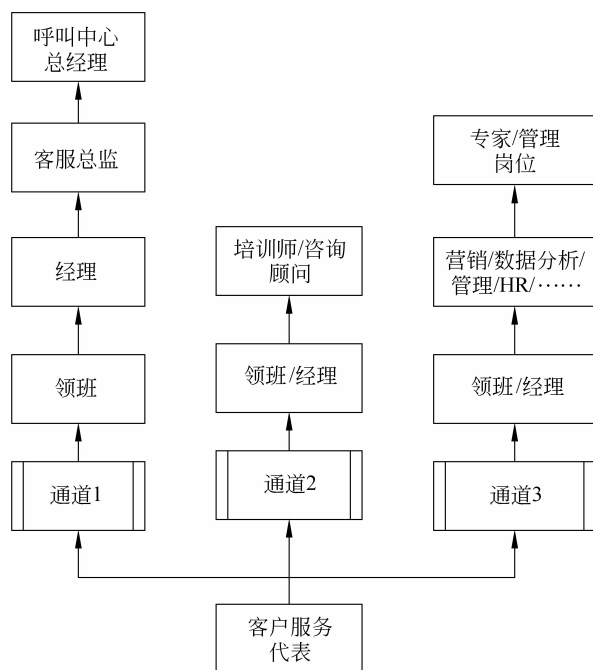 呼叫中心
总经理
客服总监
经理
领班
通道1
培训师/咨询
顾问
领班/经理
通道2
专家/管理
岗位
营销/数据分析/
管理/HR/……
领班/经理
通道3
客户服务
代表